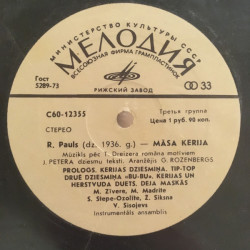 МИНИСТЕРСТВО КУЛЬТУРЫ СССР
МЕЛОДИЯ
ВСЕСОЮЗНАЯ ФИРМА ГРАМПЛАСТИНОК
Гост
5289-73
РИЖСКИЙ ЗАВОД
33
С60-12355
Третья группа
СТЕРЕО
Цена 1 руб. 90 коп.
R. Pauls (dz. 1936. g.) — MĀSA KERIJA
Mūzikls pēc T. Dreizera romāna motīviem
J. PETERA dziesmu teksti. Aranžējis G. ROZENBERGS
PROLOGS. KERIJAS DZIESMIŅA. TIP-TOP
DRUĒ DZIESMIŅA «BU-BU». KERIJAS UN
HERSTVUDA DUETS. DEJA MASKĀS
M. Zīvere, M. Madrite
S. Stepe-Ozolīte, Z. Siksna
V. Sisojevs
Instrumentāls ansamblis